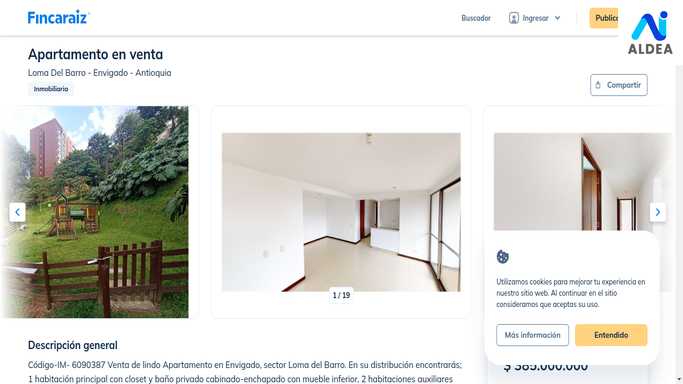 Fincaraiz
Buscador
Ingresar
Public
ALDEA
Apartamento en venta
Loma Del Barro - Envigado - Antioquia
Inmobiliario
Compartir
1 / 19
Utilizamos cookies para mejorar tu experiencia en
nuestro sitio web. Al continuar en el sitio
consideramos que aceptas su uso.
Más información
Entendido
$ 385.000.000
Descripción general
Código-IM- 6090387 Venta de lindo Apartamento en Envigado, sector Loma del Barro. En su distribución encontrarás;
1 habitación principal con closet y baño privado cabinado-enchapado con mueble inferior. 2 habitaciones auxiliares